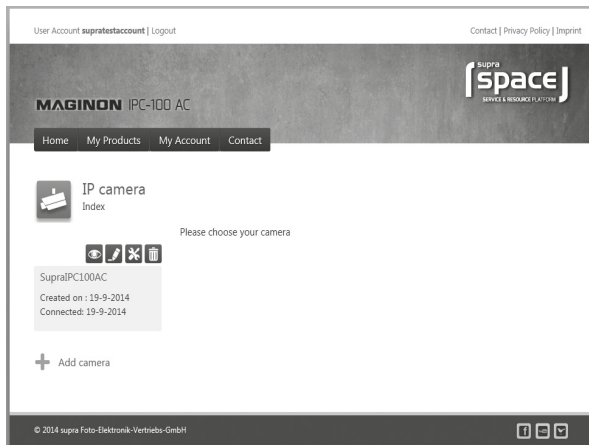 User Account supratestaccount | Logout
Contact | Privacy Policy | Imprint
supra
space
SERVICE & RESOURCE PLATFORM
MAGINON IPC-100 AC
Home My Products My Account Contact
IP camera
Index
Please choose your camera
SupraIPC100AC
Created on : 19-9-2014
Connected: 19-9-2014
Add camera
© 2014 supra Foto-Elektronik-Vertriebs-GmbH